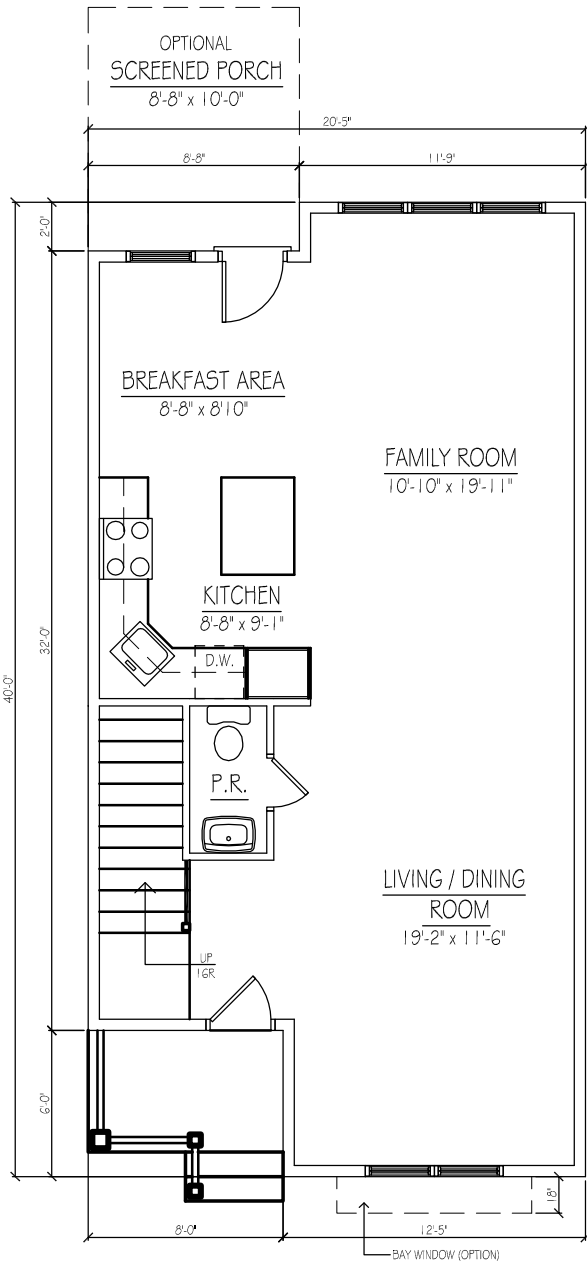 OPTIONAL
SCREENED PORCH
8'-8" x 10'-0"
20'-5"
8'-8"
11'-9"
2'-0"
BREAKFAST AREA
8'-8" x 8'10"
FAMILY ROOM
10'-10" x 19'-11"
KITCHEN
8'-8" x 9'-1"
32'-0"
40'-0"
D.W.
P.R.
LIVING / DINING
ROOM
19'-2" x 11'-6"
UP
16R
6'-0"
18"
8'-0"
12'-5"
BAY WINDOW (OPTION)